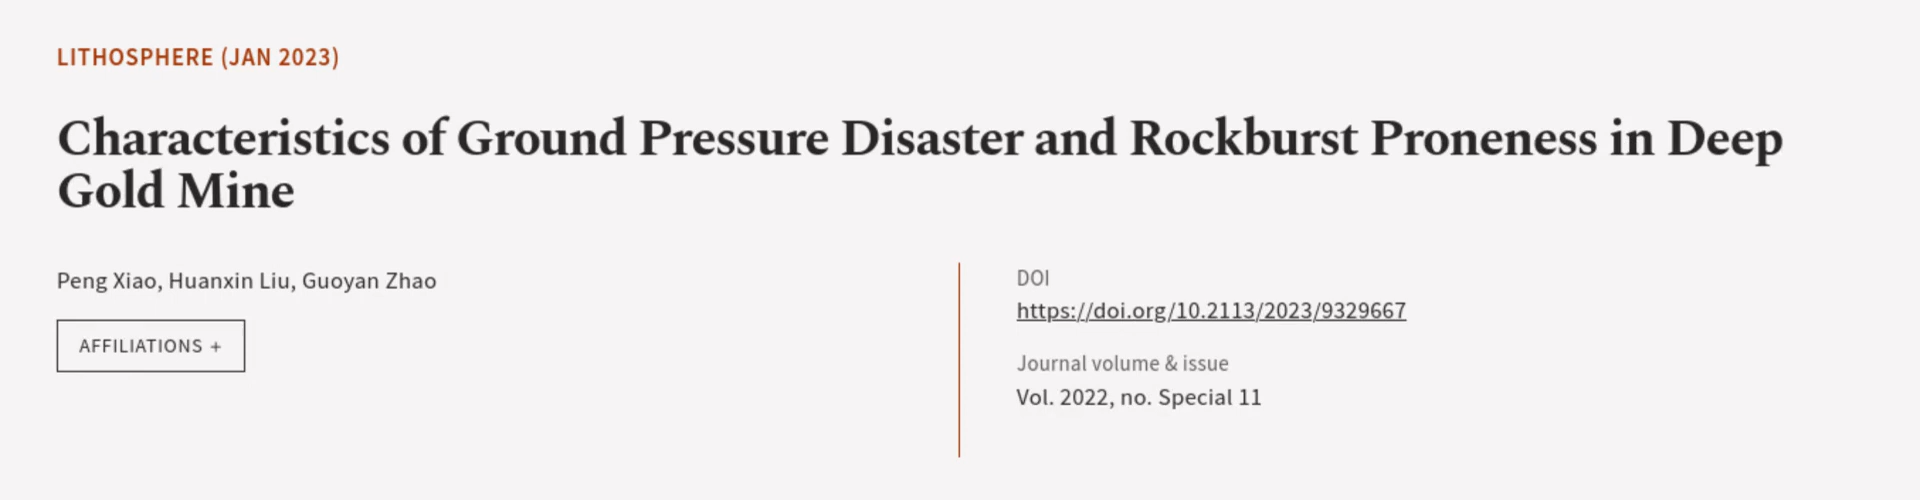 LITHOSPHERE (JAN 2023)
Characteristics of Ground Pressure Disaster and Rockburst Proneness in Deep
Gold Mine
Peng Xiao, Huanxin Liu, Guoyan Zhao
AFFILIATIONS +
DOI
https://doi.org/10.2113/2023/9329667
Journal volume & issue
Vol. 2022, no. Special 11